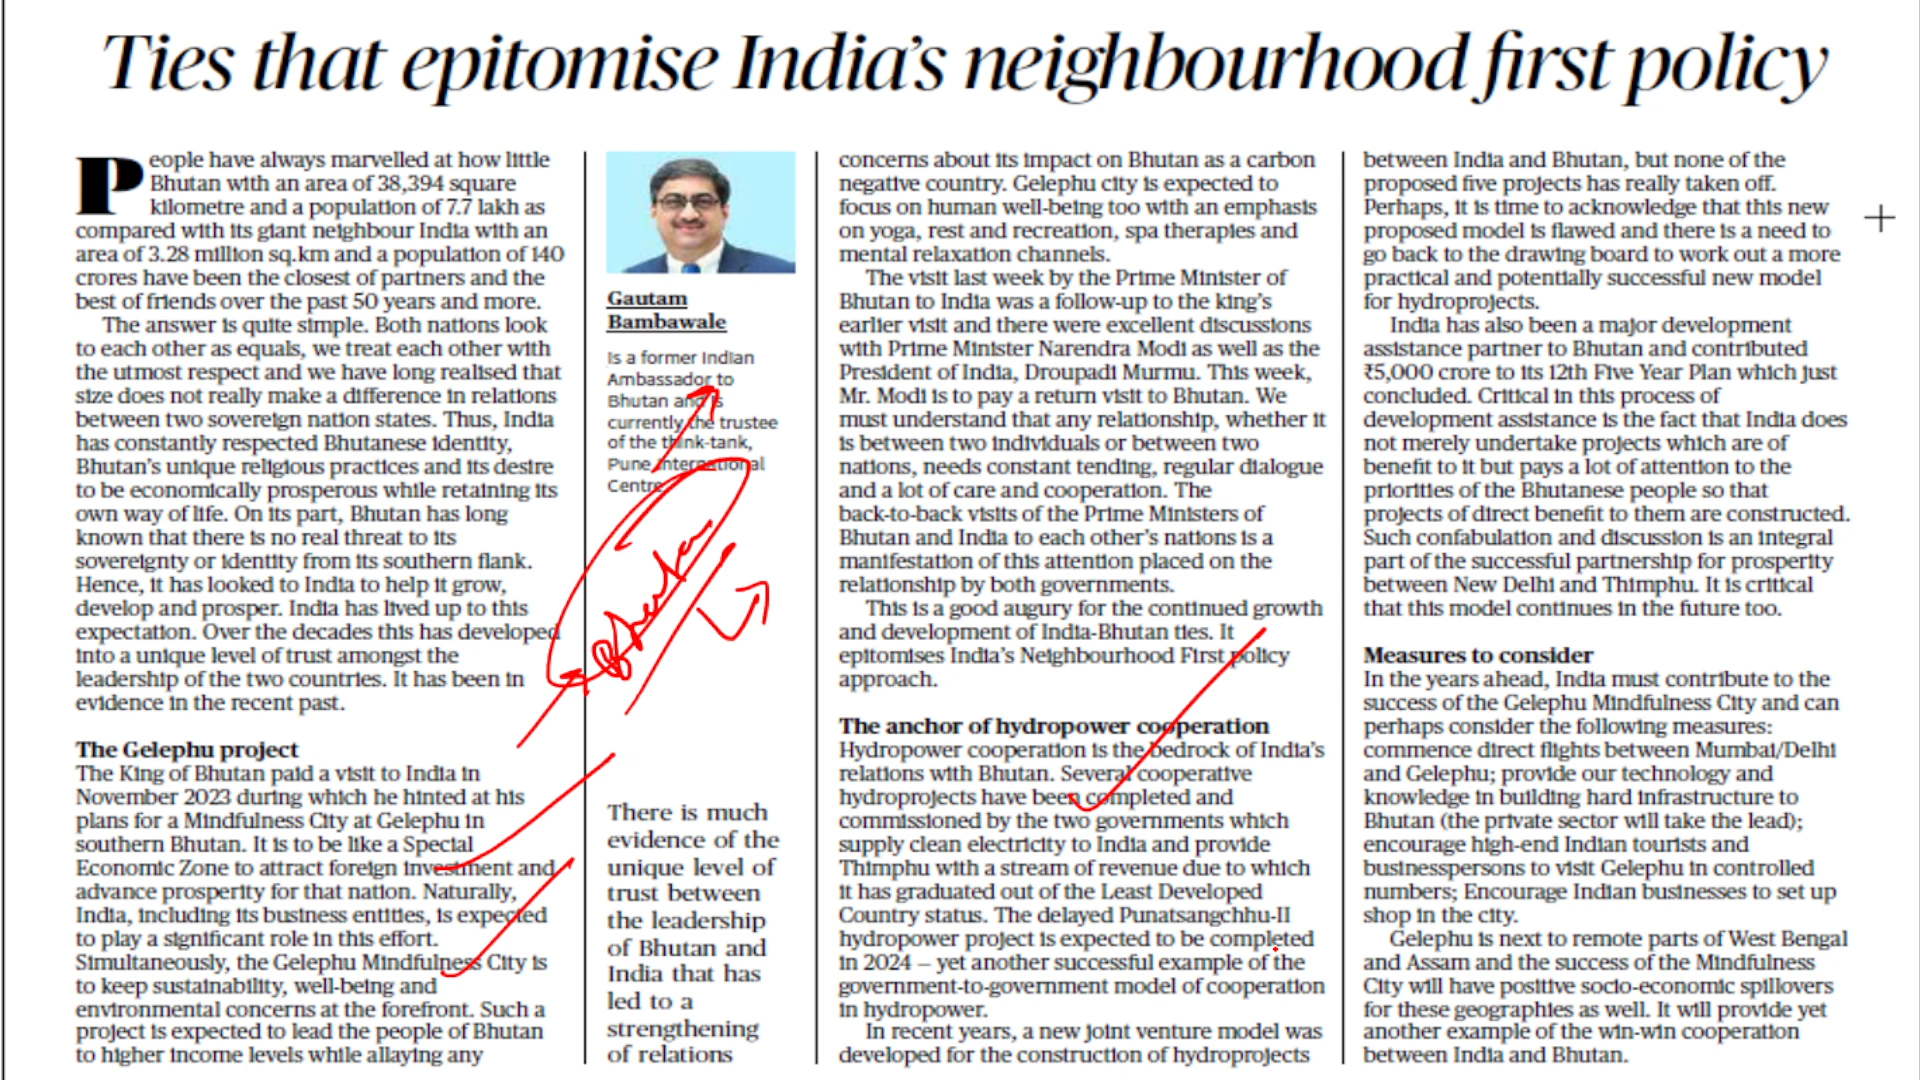 Ties that epitomise India's neighbourhood first policy
People have always marvelled at how little
Bhutan with an area of 38,394 square
kilometre and a population of 7.7 lakh as
compared with its giant neighbour India with an
area of 3.28 million sq.km and a population of 140
crores have been the closest of partners and the
best of friends over the past 50 years and more.
The answer is quite simple. Both nations look
to each other as equals, we treat each other with
the utmost respect and we have long realised that
size does not really make a difference in relations
between two sovereign nation states. Thus, India
has constantly respected Bhutanese identity,
Bhutan's unique religious practices and its desire
to be economically prosperous while retaining its
own way of life. On its part, Bhutan has long
known that there is no real threat to its
sovereignty or identity from its southern flank.
Hence, it has looked to India to help it grow,
develop and prosper. India has lived up to this
expectation. Over the decades this has developed
into a unique level of trust amongst the
leadership of the two countries. It has been in
evidence in the recent past.
The Gelephu project
The King of Bhutan paid a visit to India in
November 2023 during which he hinted at his
plans for a Mindfulness City at Gelephu in
southern Bhutan. It is to be like a Special
Economic Zone to attract foreign investment and
advance prosperity for that nation. Naturally,
India, including its business entities, is expected
to play a significant role in this effort.
Simultaneously, the Gelephu Mindfulness City is
to keep sustainability, well-being and
environmental concerns at the forefront. Such a
project is expected to lead the people of Bhutan
to higher income levels while allaying any
Gautam
Bambawale
Is a former Indian
Ambassador to
Bhutan and is
currently the trustee
of the think-tank,
Pune International
Centre
Bhutan
There is much
evidence of the
unique level of
trust between
the leadership
of Bhutan and
India that has
led to a
strengthening
of relations
concerns about its impact on Bhutan as a carbon
negative country. Gelephu city is expected to
focus on human well-being too with an emphasis
on yoga, rest and recreation, spa therapies and
mental relaxation channels.
The visit last week by the Prime Minister of
Bhutan to India was a follow-up to the king's
earlier visit and there were excellent discussions
with Prime Minister Narendra Modi as well as the
President of India, Droupadi Murmu. This week,
Mr. Modi is to pay a return visit to Bhutan. We
must understand that any relationship, whether it
is between two individuals or between two
nations, needs constant tending, regular dialogue
and a lot of care and cooperation. The
back-to-back visits of the Prime Ministers of
Bhutan and India to each other's nations is a
manifestation of this attention placed on the
relationship by both governments.
This is a good augury for the continued growth
and development of India-Bhutan ties. It
epitomises India's Neighbourhood First policy
approach.
The anchor of hydropower cooperation
Hydropower cooperation is the bedrock of India's
relations with Bhutan. Several cooperative
hydroprojects have been completed and
commissioned by the two governments which
supply clean electricity to India and provide
Thimphu with a stream of revenue due to which
it has graduated out of the Least Developed
Country status. The delayed Punatsangchhu-II
hydropower project is expected to be completed
in 2024 – yet another successful example of the
government-to-government model of cooperation
in hydropower.
In recent years, a new joint venture model was
developed for the construction of hydroprojects
between India and Bhutan, but none of the
proposed five projects has really taken off.
Perhaps, it is time to acknowledge that this new
proposed model is flawed and there is a need to
go back to the drawing board to work out a more
practical and potentially successful new model
for hydroprojects.
India has also been a major development
assistance partner to Bhutan and contributed
₹5,000 crore to its 12th Five Year Plan which just
concluded. Critical in this process of
development assistance is the fact that India does
not merely undertake projects which are of
benefit to it but pays a lot of attention to the
priorities of the Bhutanese people so that
projects of direct benefit to them are constructed.
Such confabulation and discussion is an integral
part of the successful partnership for prosperity
between New Delhi and Thimphu. It is critical
that this model continues in the future too.
Measures to consider
In the years ahead, India must contribute to the
success of the Gelephu Mindfulness City and can
perhaps consider the following measures:
commence direct flights between Mumbai/Delhi
and Gelephu; provide our technology and
knowledge in building hard infrastructure to
Bhutan (the private sector will take the lead);
encourage high-end Indian tourists and
businesspersons to visit Gelephu in controlled
numbers; Encourage Indian businesses to set up
shop in the city.
Gelephu is next to remote parts of West Bengal
and Assam and the success of the Mindfulness
City will have positive socio-economic spillovers
for these geographies as well. It will provide yet
another example of the win-win cooperation
between India and Bhutan.